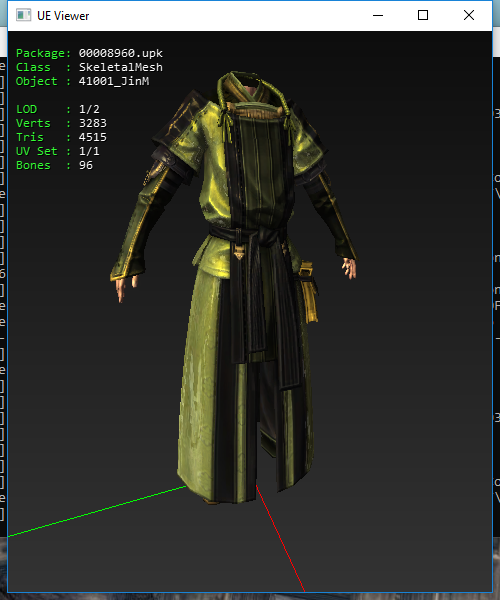 UE Viewer
Package: 00008960.upk
Class : SkeletalMesh
Object : 41001_JinM
LOD : 1/2
Verts : 3283
Tris : 4515
UV Set : 1/1
Bones : 96